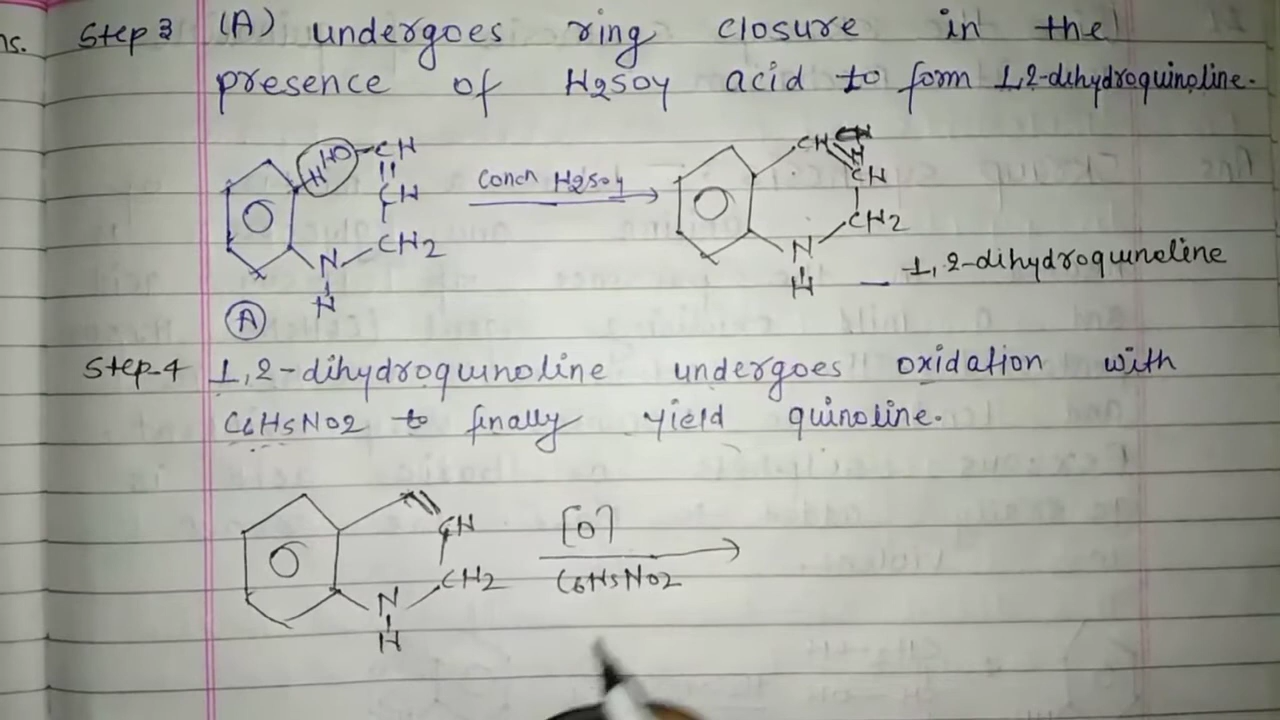 ns. Step 3 (A) undergoes ring closure in the
presence of H2SO4 acid to form 1,2-dihydroquinoline.
H HO CH
CH
CH2
N
H
A
Conc H2SO4
CH
CH
CH2
N
H
1,2-dihydroquinoline
Step-4 1,2-dihydroquinoline undergoes oxidation with
C6H5NO2 to finally yield quinoline.
CH
CH2
N
H
[O]
C6H5NO2